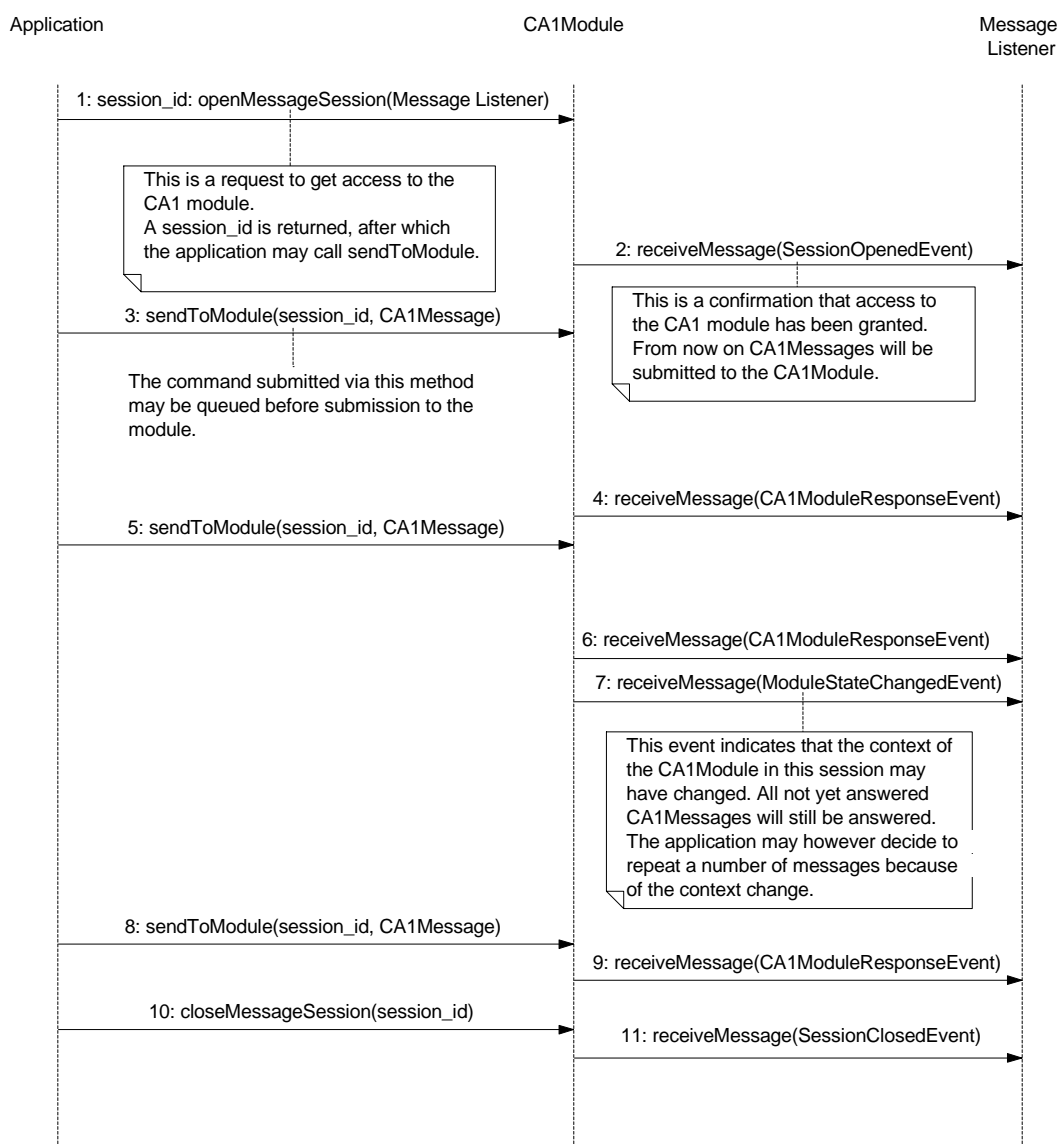 Application
CA1Module
Message
Listener
1: session_id: openMessageSession(Message Listener)
This is a request to get access to the
CA1 module.
A session_id is returned, after which
the application may call sendToModule.
2: receiveMessage(SessionOpenedEvent)
This is a confirmation that access to
the CA1 module has been granted.
From now on CA1Messages will be
submitted to the CA1Module.
3: sendToModule(session_id, CA1Message)
The command submitted via this method
may be queued before submission to the
module.
4: receiveMessage(CA1ModuleResponseEvent)
5: sendToModule(session_id, CA1Message)
6: receiveMessage(CA1ModuleResponseEvent)
7: receiveMessage(ModuleStateChangedEvent)
This event indicates that the context of
the CA1Module in this session may
have changed. All not yet answered
CA1Messages will still be answered.
The application may however decide to
repeat a number of messages because
of the context change.
8: sendToModule(session_id, CA1Message)
9: receiveMessage(CA1ModuleResponseEvent)
10: closeMessageSession(session_id)
11: receiveMessage(SessionClosedEvent)